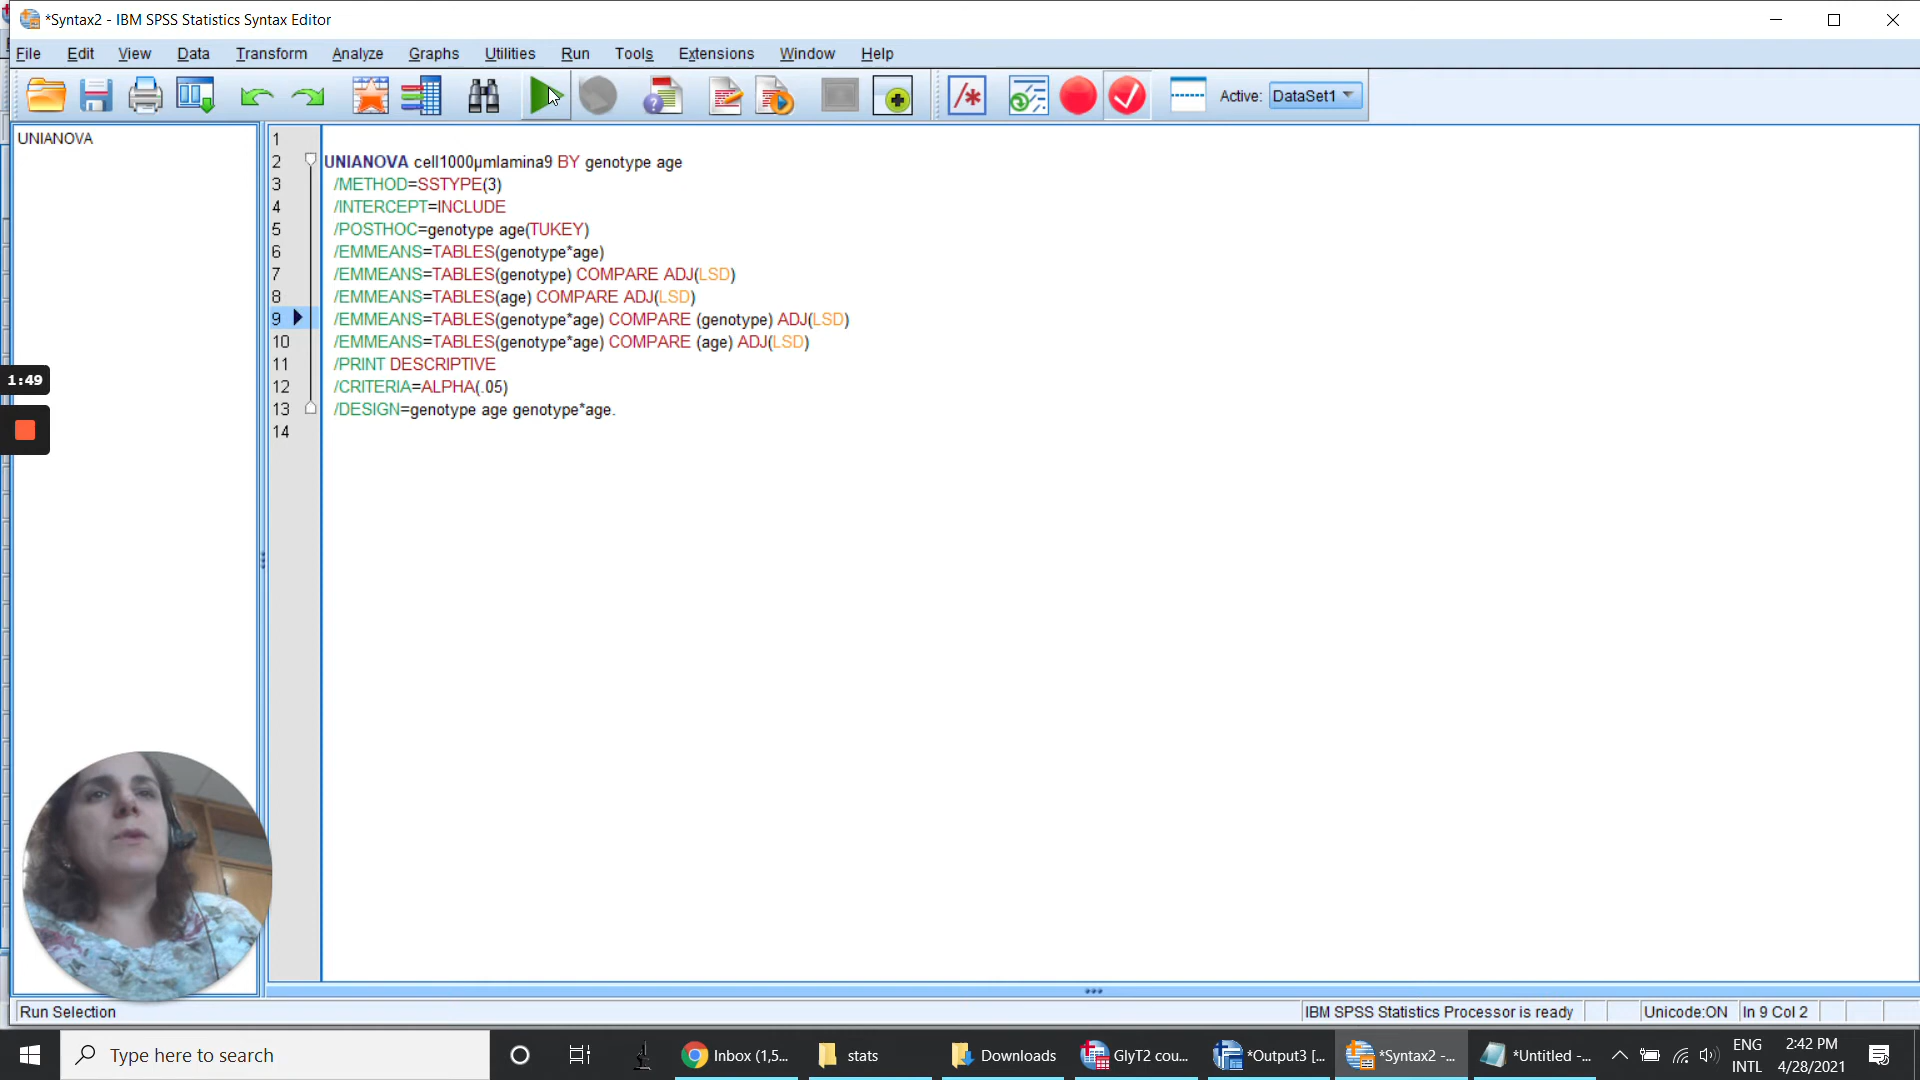 *Syntax2 - IBM SPSS Statistics Syntax Editor
File Edit View Data Transform Analyze Graphs Utilities Run Tools Extensions Window Help
Active: DataSet1
UNIANOVA
1
2 UNIANOVA cell1000µmlamina9 BY genotype age
3 /METHOD=SSTYPE(3)
4 /INTERCEPT=INCLUDE
5 /POSTHOC=genotype age(TUKEY)
6 /EMMEANS=TABLES(genotype*age)
7 /EMMEANS=TABLES(genotype) COMPARE ADJ(LSD)
8 /EMMEANS=TABLES(age) COMPARE ADJ(LSD)
9 /EMMEANS=TABLES(genotype*age) COMPARE (genotype) ADJ(LSD)
10 /EMMEANS=TABLES(genotype*age) COMPARE (age) ADJ(LSD)
11 /PRINT DESCRIPTIVE
12 /CRITERIA=ALPHA(.05)
13 /DESIGN=genotype age genotype*age.
14
1:49
Run Selection
IBM SPSS Statistics Processor is ready
Unicode:ON In 9 Col 2
Type here to search
Inbox (1,5...
stats
Downloads
GlyT2 cou...
*Output3 [...
*Syntax2 -...
*Untitled -...
ENG
INTL
2:42 PM
4/28/2021